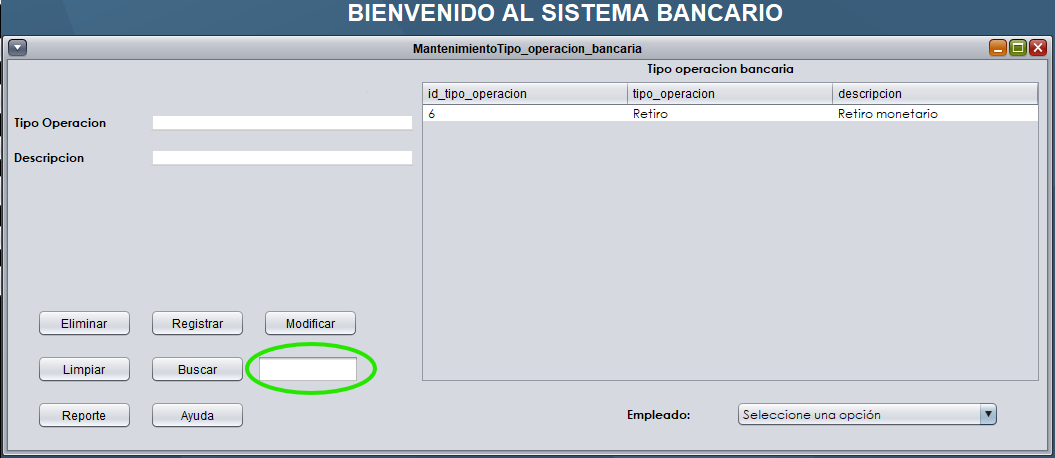 BIENVENIDO AL SISTEMA BANCARIO
MantenimientoTipo_operacion_bancaria
Tipo operacion bancaria
id_tipo_operacion tipo_operacion descripcion
6 Retiro Retiro monetario
Tipo Operacion
Descripcion
Eliminar Registrar Modificar
Limpiar Buscar
Reporte Ayuda
Empleado: Seleccione una opción